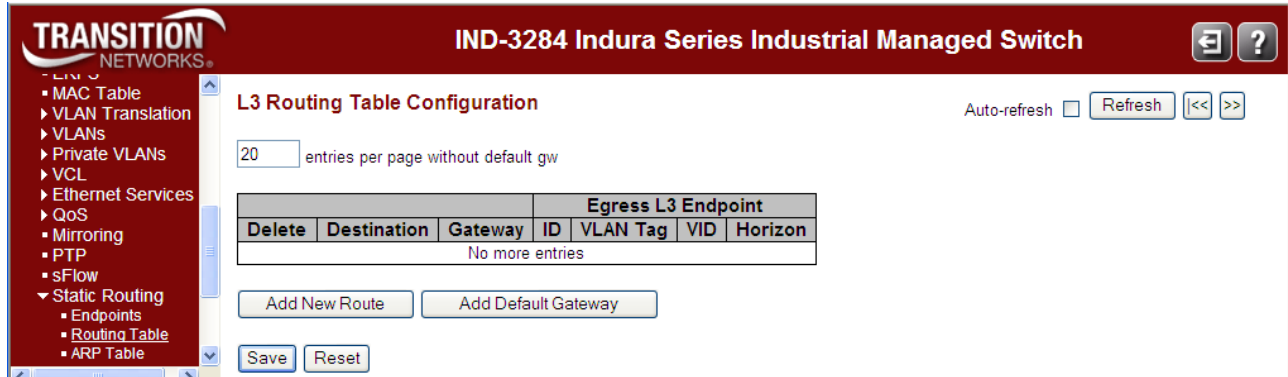 TRANSITION
NETWORKS®
IND-3284 Indura Series Industrial Managed Switch
?
MAC Table
VLAN Translation
VLANs
Private VLANs
VCL
Ethernet Services
QoS
Mirroring
PTP
sFlow
Static Routing
Endpoints
Routing Table
ARP Table
L3 Routing Table Configuration
Auto-refresh Refresh |<< >>
20 entries per page without default gw
Egress L3 Endpoint
Delete Destination Gateway ID VLAN Tag VID Horizon
No more entries
Add New Route Add Default Gateway
Save Reset